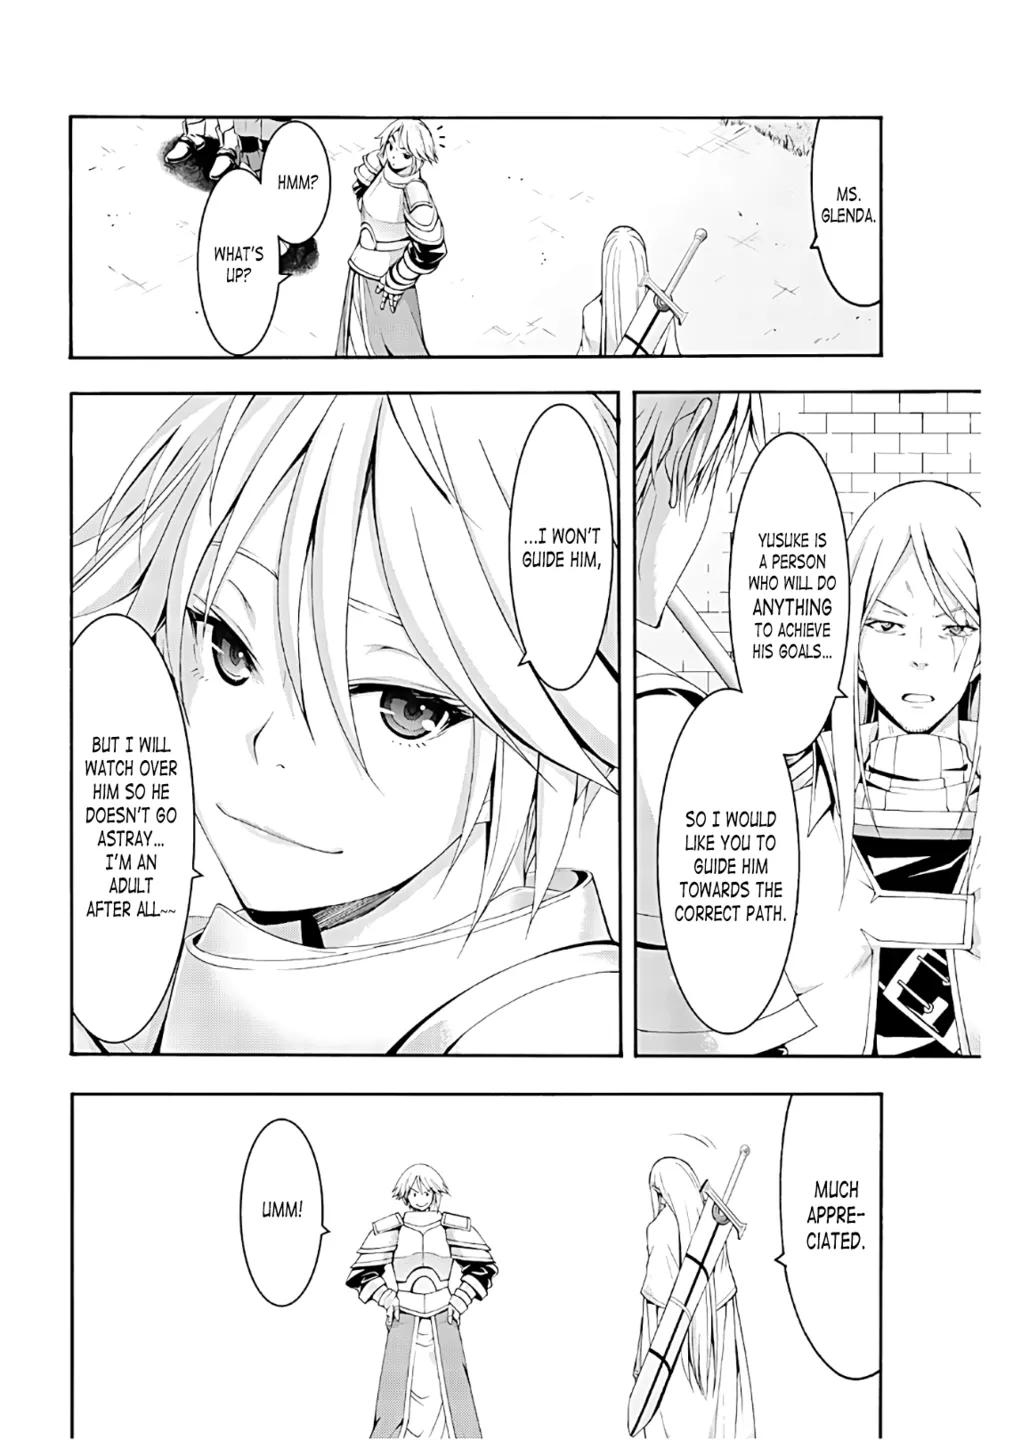 MS.
GLENDA.
HMM?
WHAT'S
UP?
YUSUKE IS
A PERSON
WHO WILL DO
ANYTHING
TO ACHIEVE
HIS GOALS...
SO I WOULD
LIKE YOU TO
GUIDE HIM
TOWARDS THE
CORRECT PATH.
...I WON'T
GUIDE HIM,
BUT I WILL
WATCH OVER
HIM SO HE
DOESN'T GO
ASTRAY...
I'M AN
ADULT
AFTER ALL~~
MUCH
APPRE-
CIATED.
UMM!